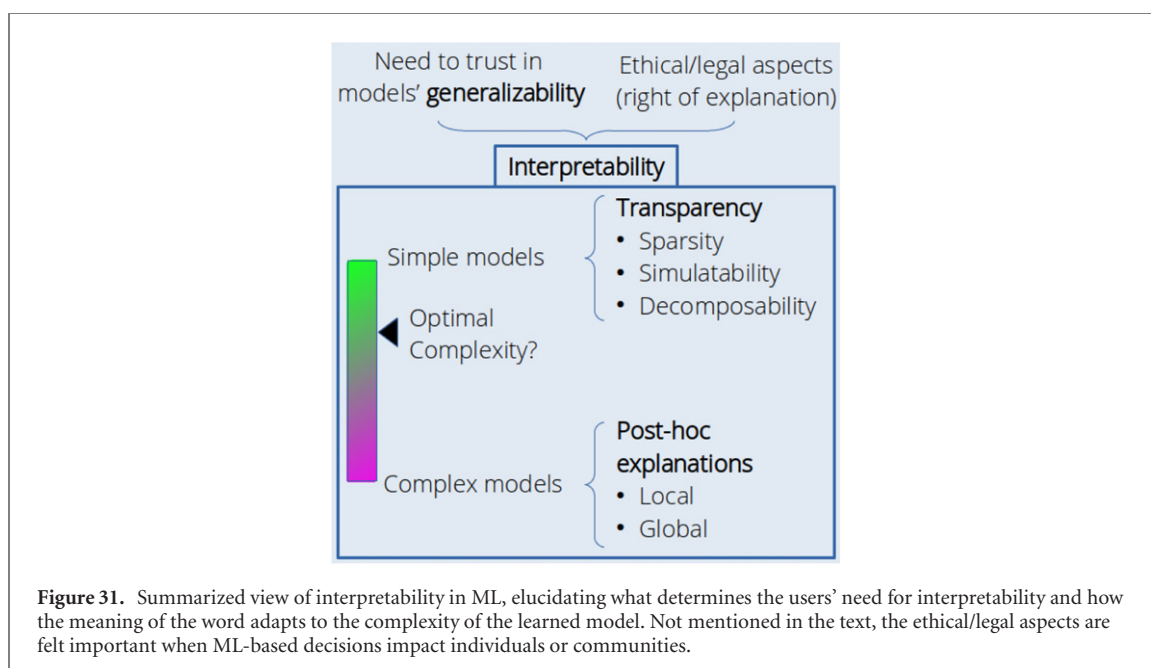 Need to trust in
models’ generalizability
Ethical/legal aspects
(right of explanation)
Interpretability
Simple models
Transparency
• Sparsity
• Simulatability
• Decomposability
Optimal
Complexity?
Complex models
Post-hoc
explanations
• Local
• Global
Figure 31. Summarized view of interpretability in ML, elucidating what determines the users’ need for interpretability and how
the meaning of the word adapts to the complexity of the learned model. Not mentioned in the text, the ethical/legal aspects are
felt important when ML-based decisions impact individuals or communities.